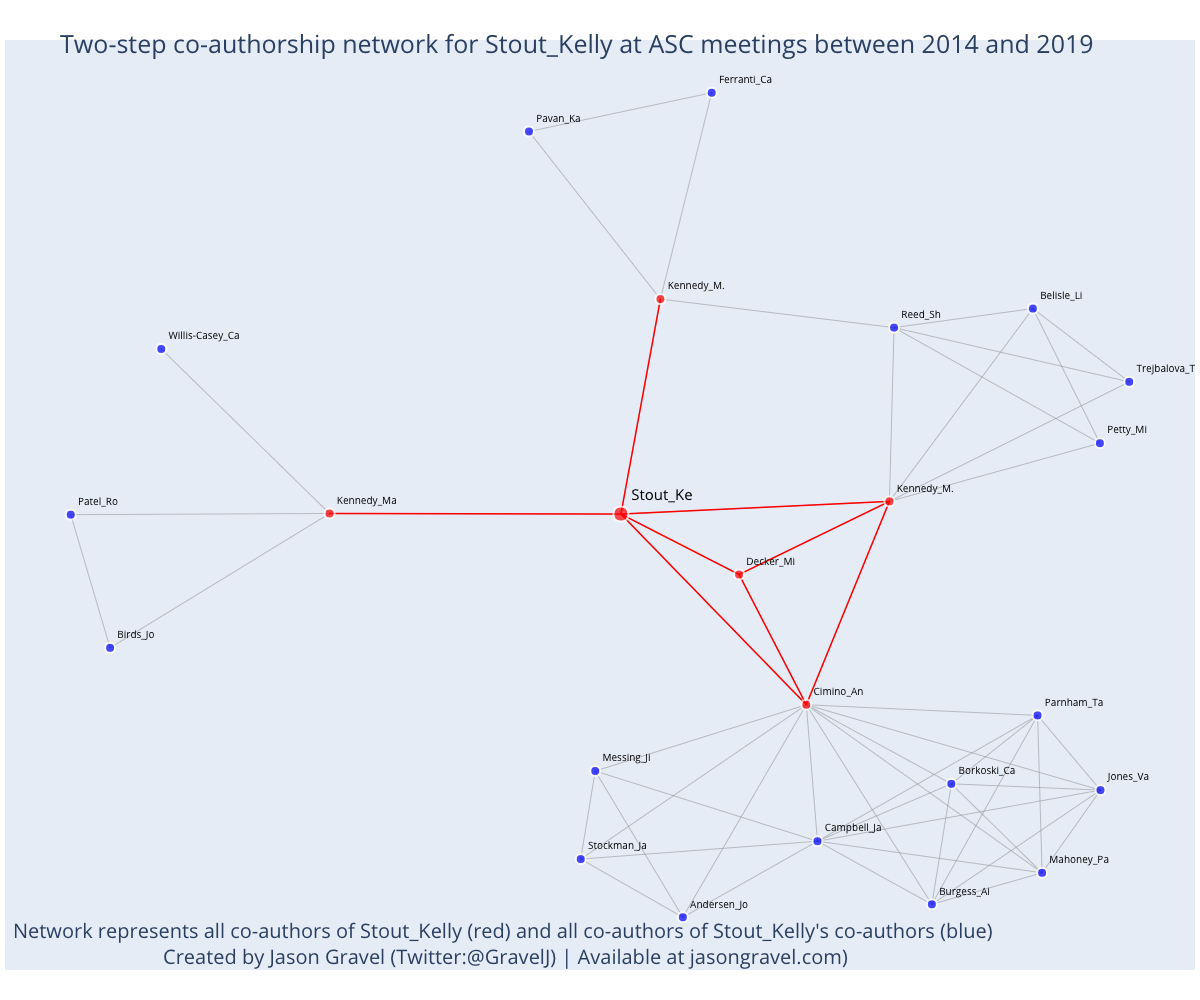 Two-step co-authorship network for Stout_Kelly at ASC meetings between 2014 and 2019
Ferranti_Ca
Pavan_Ka
Kennedy_M.
Belisle_Li
Reed_Sh
Willis-Casey_Ca
Trejbalova_T
Petty_Mi
Kennedy_M.
Stout_Ke
Kennedy_Ma
Patel_Ro
Decker_Mi
Birds_Jo
Cimino_An
Parnham_Ta
Messing_Ji
Borkoski_Ca
Jones_Va
Campbell_Ja
Stockman_Ja
Mahoney_Pa
Burgess_Al
Andersen_Jo
Network represents all co-authors of Stout_Kelly (red) and all co-authors of Stout_Kelly's co-authors (blue)
Created by Jason Gravel (Twitter:@GravelJ) | Available at jasongravel.com)